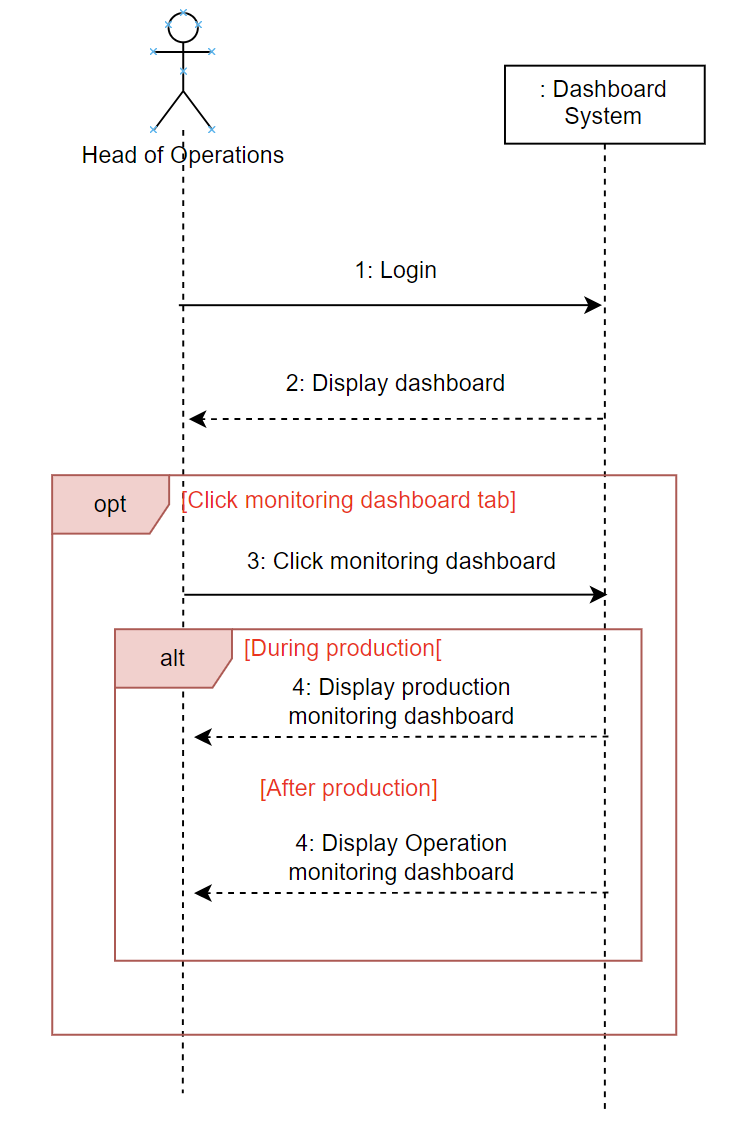 : Dashboard
System
Head of Operations
1: Login
2: Display dashboard
opt
[Click monitoring dashboard tab]
3: Click monitoring dashboard
alt
[During production[
4: Display production
monitoring dashboard
[After production]
4: Display Operation
monitoring dashboard